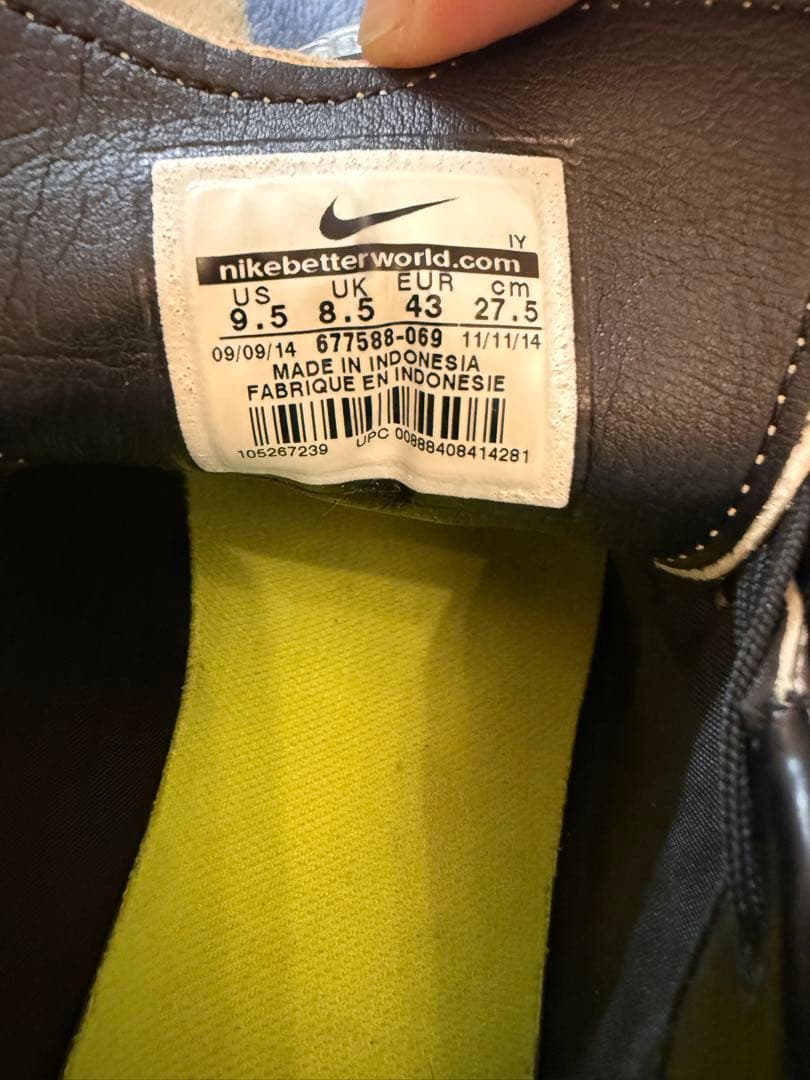 IY
nikebetterworld.com
US UK EUR cm
9.5 8.5 43 27.5
09/09/14 677588-069 11/11/14
MADE IN INDONESIA
FABRIQUE EN INDONESIE
105267239 UPC 00888408414281